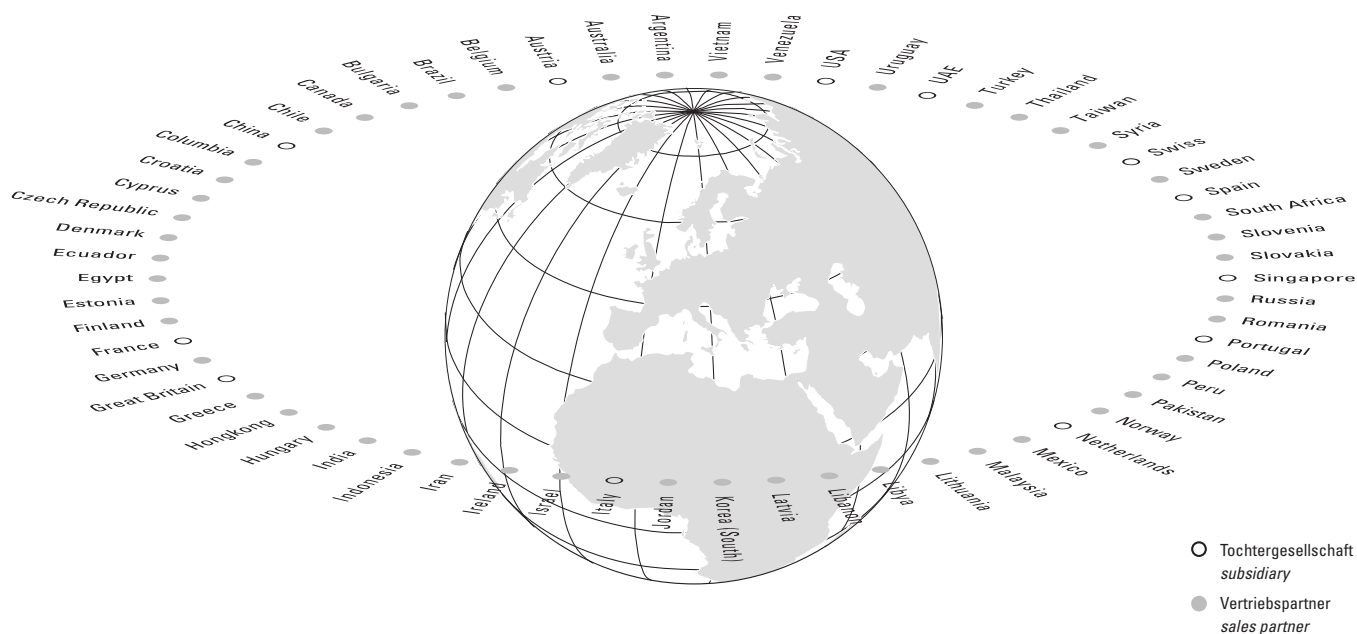 Argentina
Vietnam
Venezuela
USA
Uruguay
UAE
Turkey
Thailand
Taiwan
Syria
Swiss
Sweden
Spain
South Africa
Slovenia
Slovakia
Singapore
Russia
Romania
Portugal
Poland
Peru
Pakistan
Norway
Netherlands
Mexico
Malaysia
Lithuania
Libya
Libanon
Latvia
Korea (South)
Jordan
Italy
Israel
Ireland
Iran
Indonesia
India
Hungary
Hongkong
Greece
Great Britain
Germany
France
Finland
Estonia
Egypt
Ecuador
Denmark
Czech Republic
Cyprus
Croatia
Columbia
China
Chile
Canada
Bulgaria
Brazil
Belgium
Austria
Australia
Tochtergesellschaft
subsidiary
Vertriebspartner
sales partner